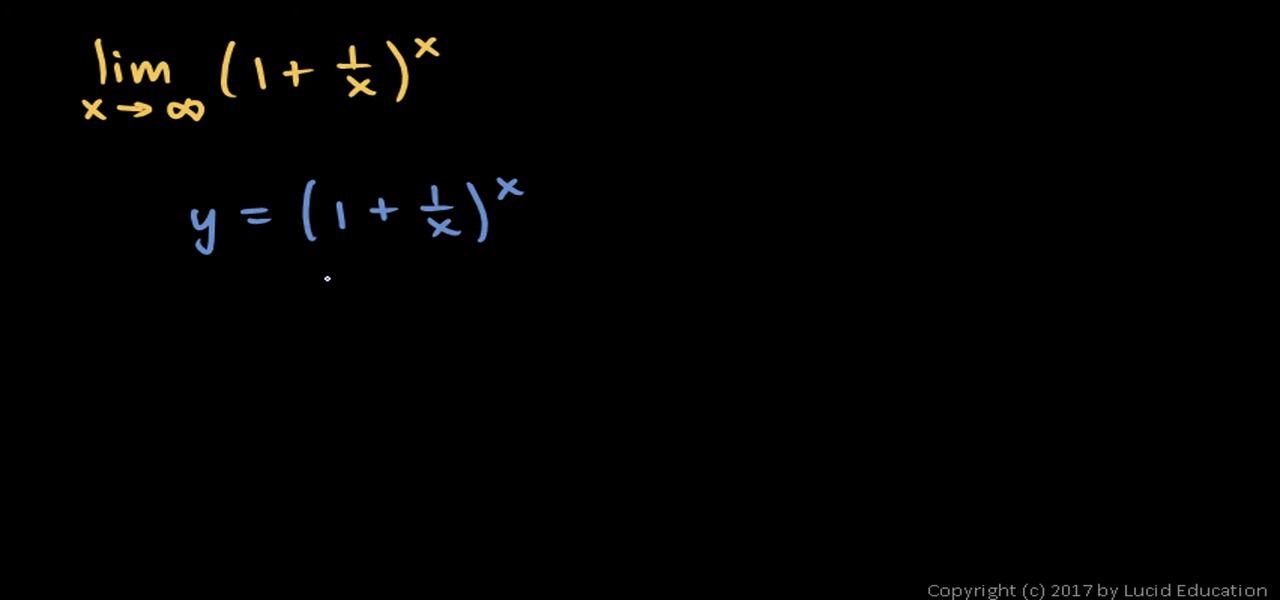 lim x→∞ (1 + 1/x)^x
y = (1 + 1/x)^x
Copyright (c) 2017 by Lucid Education